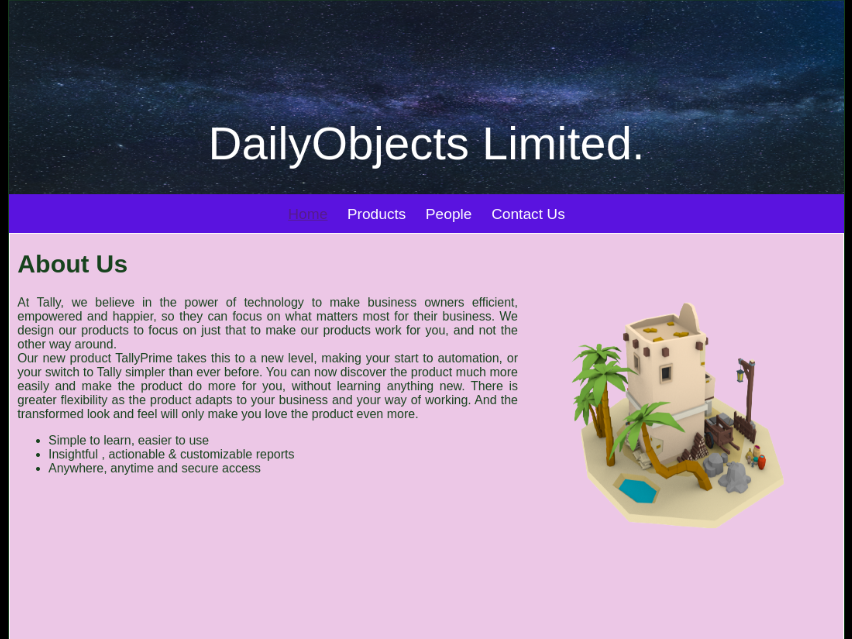 DailyObjects Limited.
Home Products People Contact Us
About Us
At Tally, we believe in the power of technology to make business owners efficient,
empowered and happier, so they can focus on what matters most for their business. We
design our products to focus on just that to make our products work for you, and not the
other way around.
Our new product TallyPrime takes this to a new level, making your start to automation, or
your switch to Tally simpler than ever before. You can now discover the product much more
easily and make the product do more for you, without learning anything new. There is
greater flexibility as the product adapts to your business and your way of working. And the
transformed look and feel will only make you love the product even more.
• Simple to learn, easier to use
• Insightful , actionable & customizable reports
• Anywhere, anytime and secure access